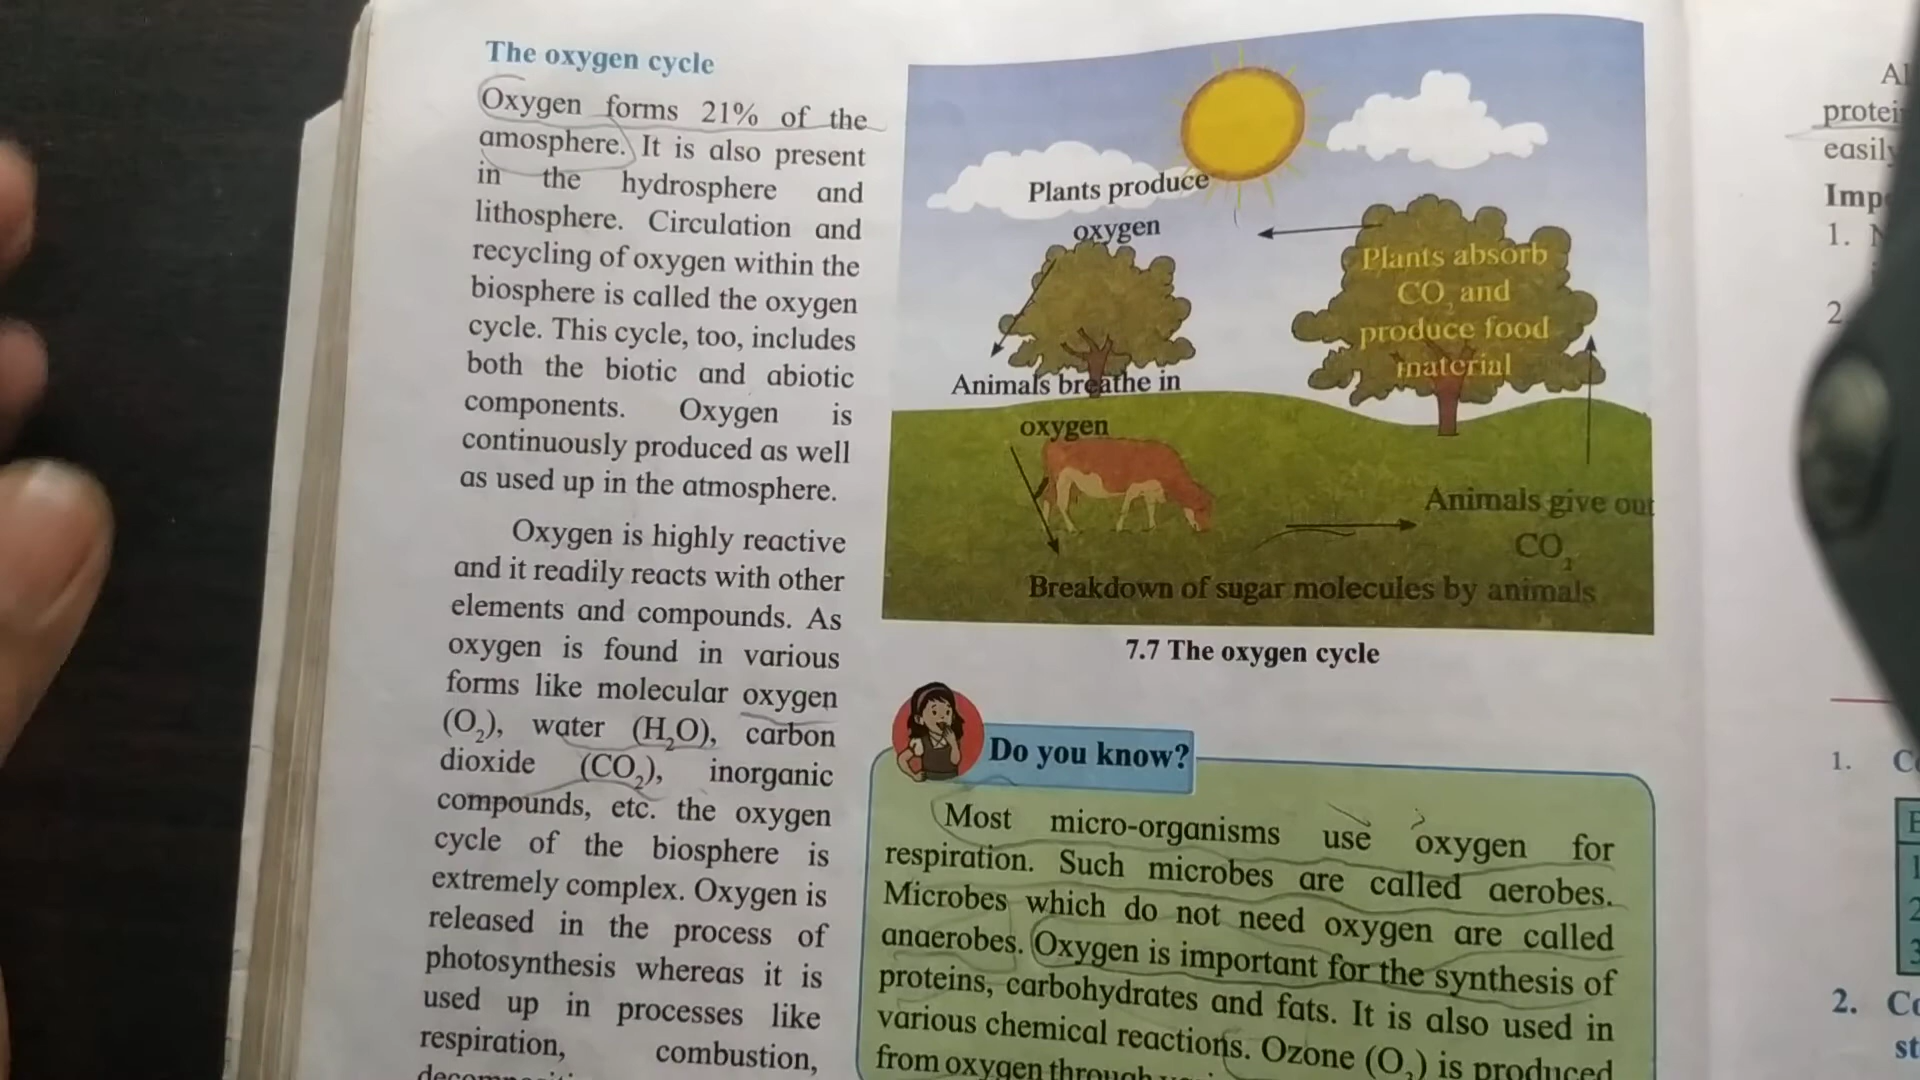 The oxygen cycle
Oxygen forms 21% of the
amosphere. It is also present
in the hydrosphere and
lithosphere. Circulation and
recycling of oxygen within the
biosphere is called the oxygen
cycle. This cycle, too, includes
both the biotic and abiotic
components. Oxygen is
continuously produced as well
as used up in the atmosphere.
Oxygen is highly reactive
and it readily reacts with other
elements and compounds. As
oxygen is found in various
forms like molecular oxygen
(O₂), water (H₂O), carbon
dioxide (CO₂), inorganic
compounds, etc. the oxygen
cycle of the biosphere is
extremely complex. Oxygen is
released in the process of
photosynthesis whereas it is
used up in processes like
respiration, combustion,
Plants produce
oxygen
Plants absorb
CO₂ and
produce food
material
Animals breathe in
oxygen
Animals give out
CO₂
Breakdown of sugar molecules by animals
7.7 The oxygen cycle
Do you know?
Most micro-organisms use oxygen for
respiration. Such microbes are called aerobes.
Microbes which do not need oxygen are called
anaerobes. Oxygen is important for the synthesis of
proteins, carbohydrates and fats. It is also used in
various chemical reactions. Ozone (O₃) is produced
from oxygen through
easily
1.
2.
1.
2.